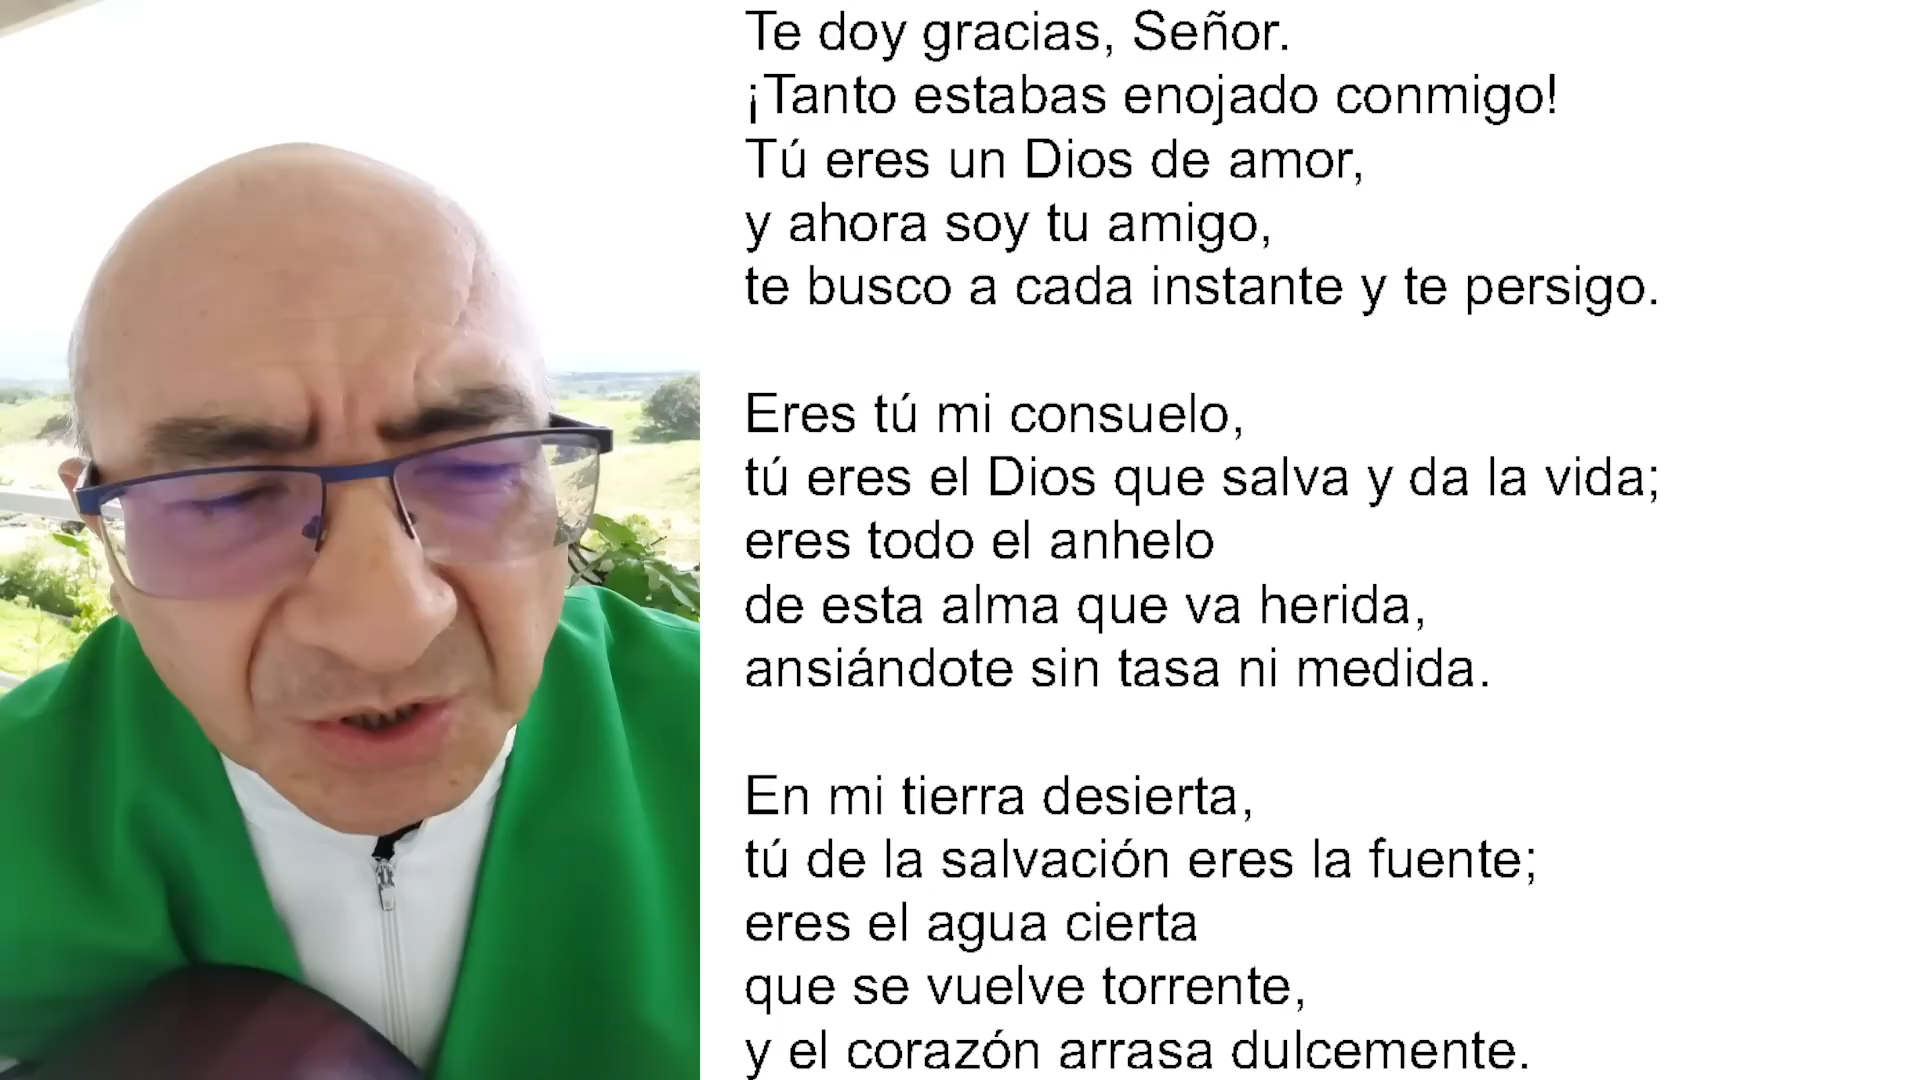 Te doy gracias, Señor.
¡Tanto estabas enojado conmigo!
Tú eres un Dios de amor,
y ahora soy tu amigo,
te busco a cada instante y te persigo.
Eres tú mi consuelo,
tú eres el Dios que salva y da la vida;
eres todo el anhelo
de esta alma que va herida,
ansiándote sin tasa ni medida.
En mi tierra desierta,
tú de la salvación eres la fuente;
eres el agua cierta
que se vuelve torrente,
y el corazón arrasa dulcemente.